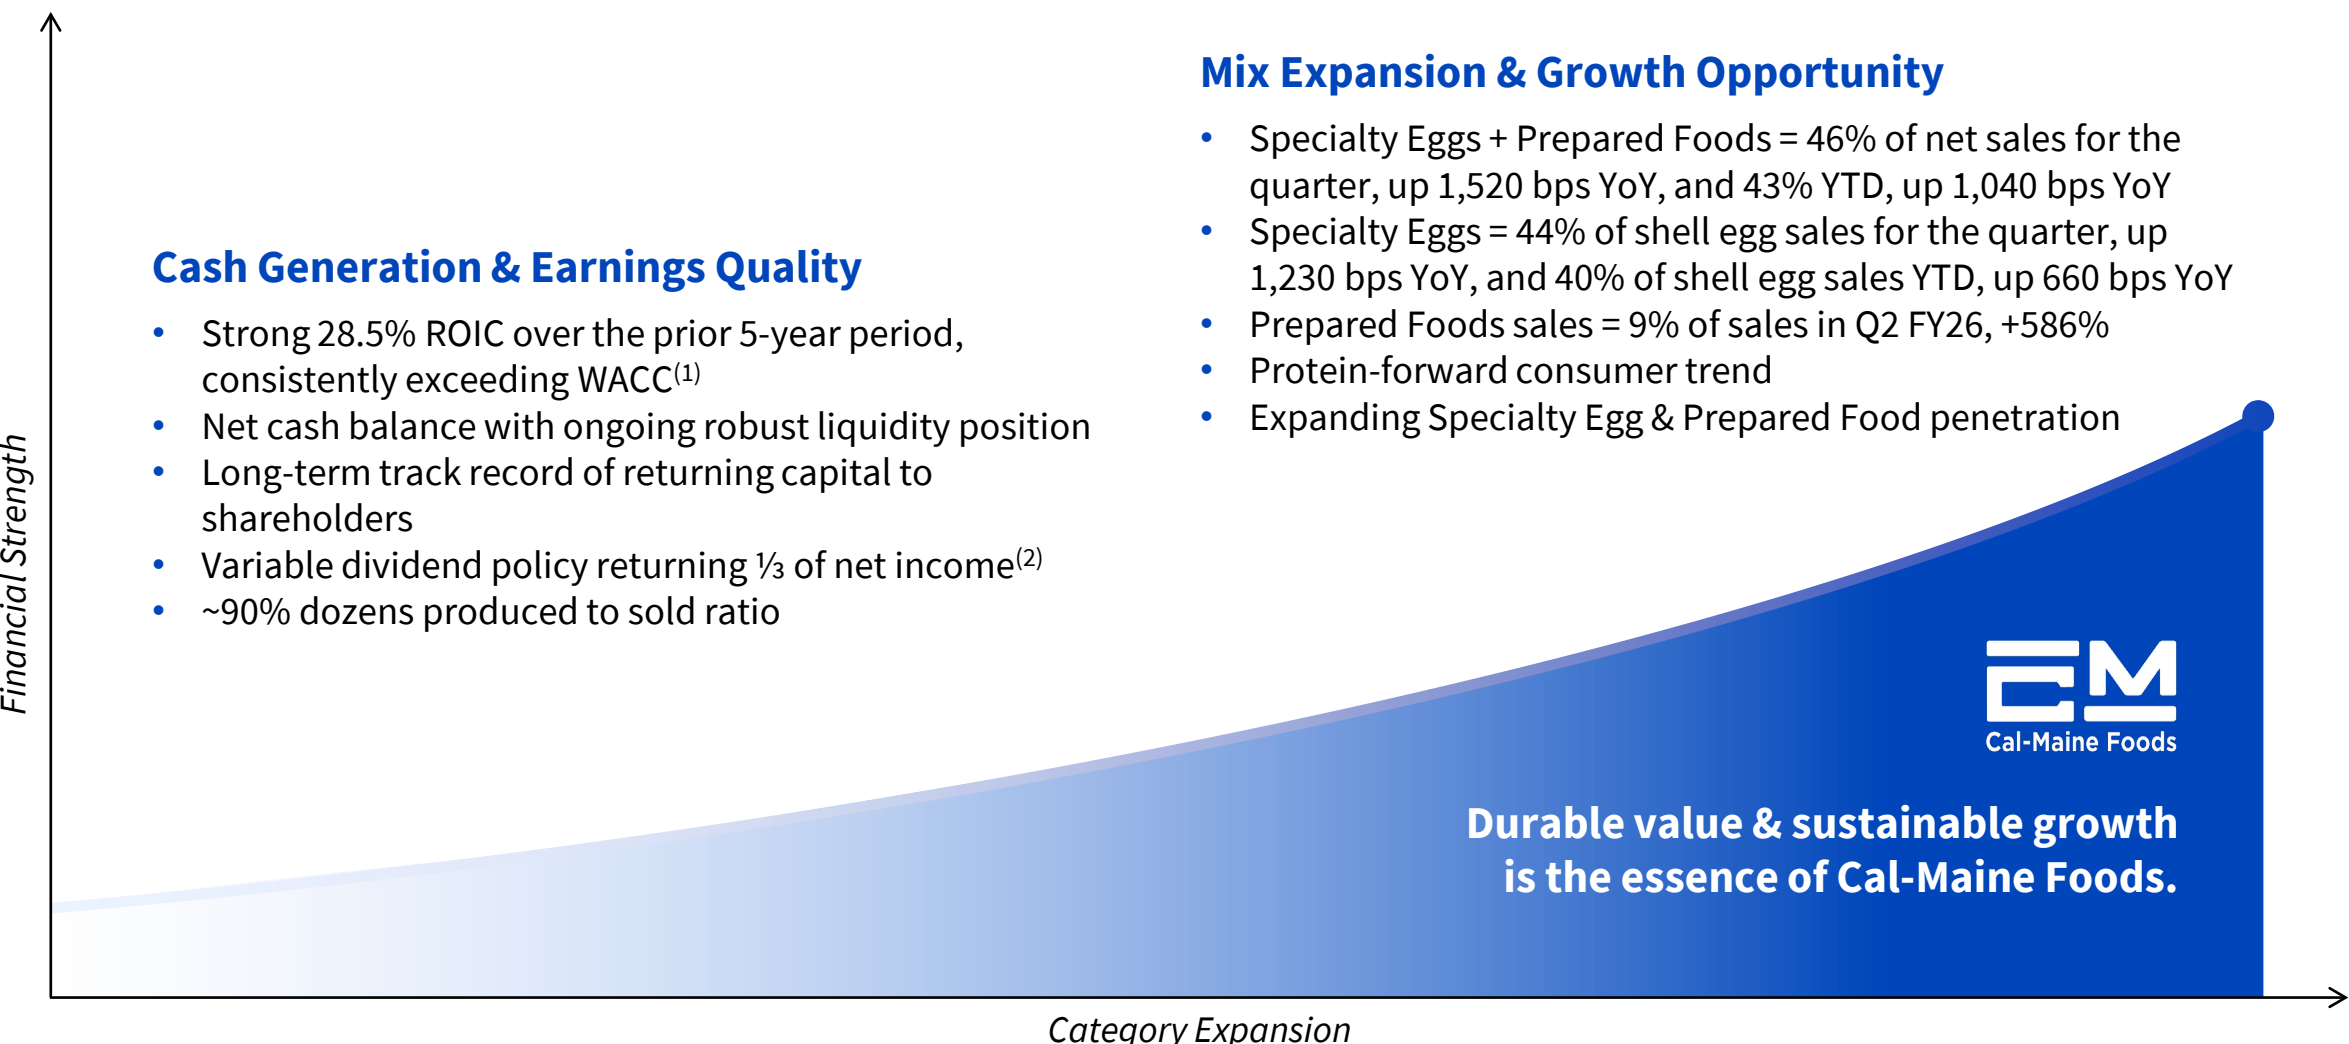 Financial Strength
Cash Generation & Earnings Quality
• Strong 28.5% ROIC over the prior 5-year period,
consistently exceeding WACC(1)
• Net cash balance with ongoing robust liquidity position
• Long-term track record of returning capital to
shareholders
• Variable dividend policy returning ⅓ of net income(2)
• ~90% dozens produced to sold ratio
Mix Expansion & Growth Opportunity
• Specialty Eggs + Prepared Foods = 46% of net sales for the
quarter, up 1,520 bps YoY, and 43% YTD, up 1,040 bps YoY
• Specialty Eggs = 44% of shell egg sales for the quarter, up
1,230 bps YoY, and 40% of shell egg sales YTD, up 660 bps YoY
• Prepared Foods sales = 9% of sales in Q2 FY26, +586%
• Protein-forward consumer trend
• Expanding Specialty Egg & Prepared Food penetration
CM
Cal-Maine Foods
Durable value & sustainable growth
is the essence of Cal-Maine Foods.
Category Expansion